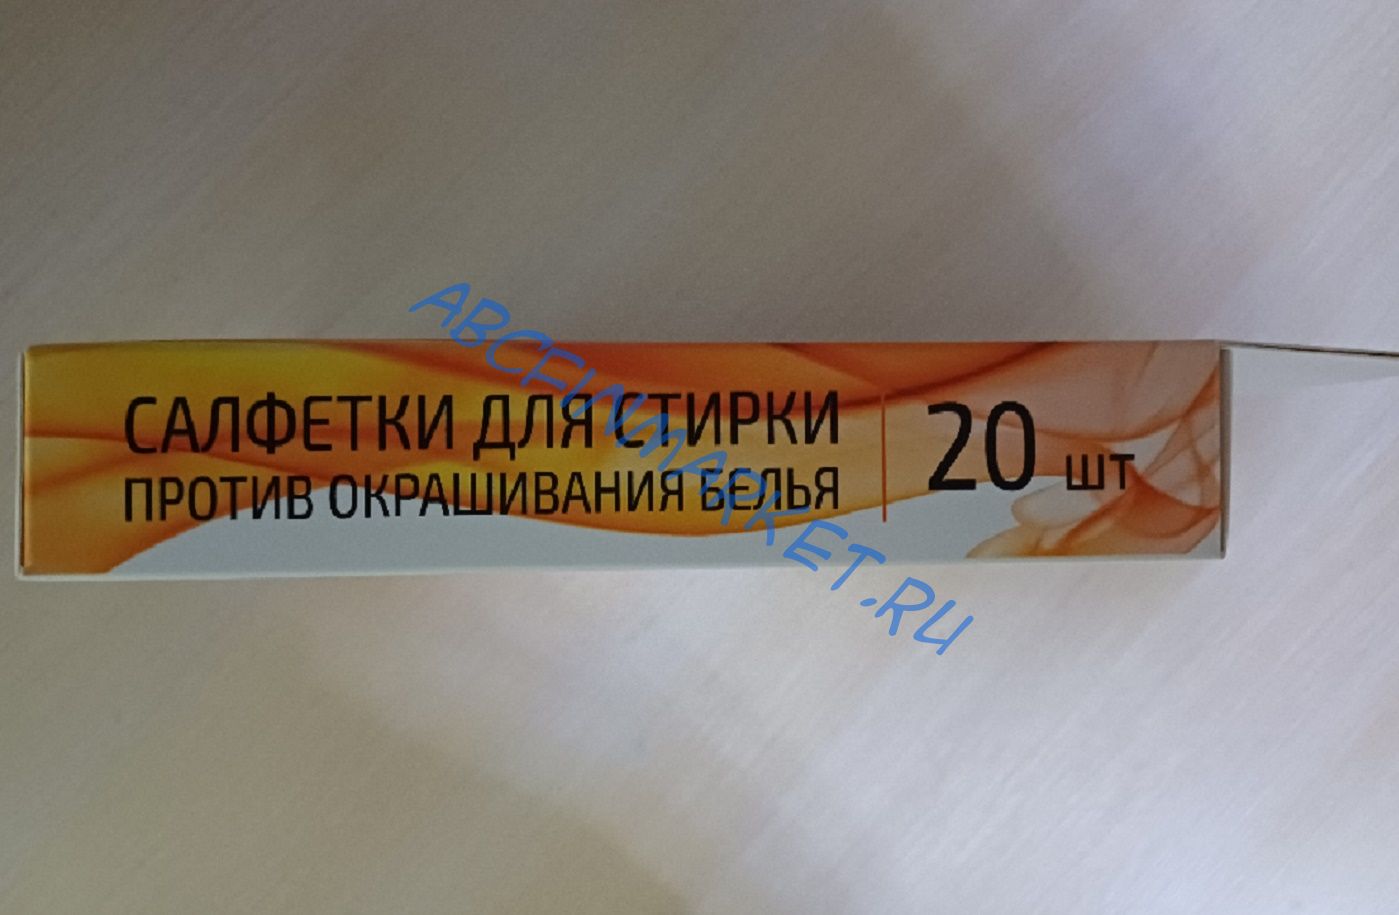 САЛФЕТКИ ДЛЯ СТИРКИ
ПРОТИВ ОКРАШИВАНИЯ БЕЛЬЯ
20 шт
ABCFINMARKET.RU